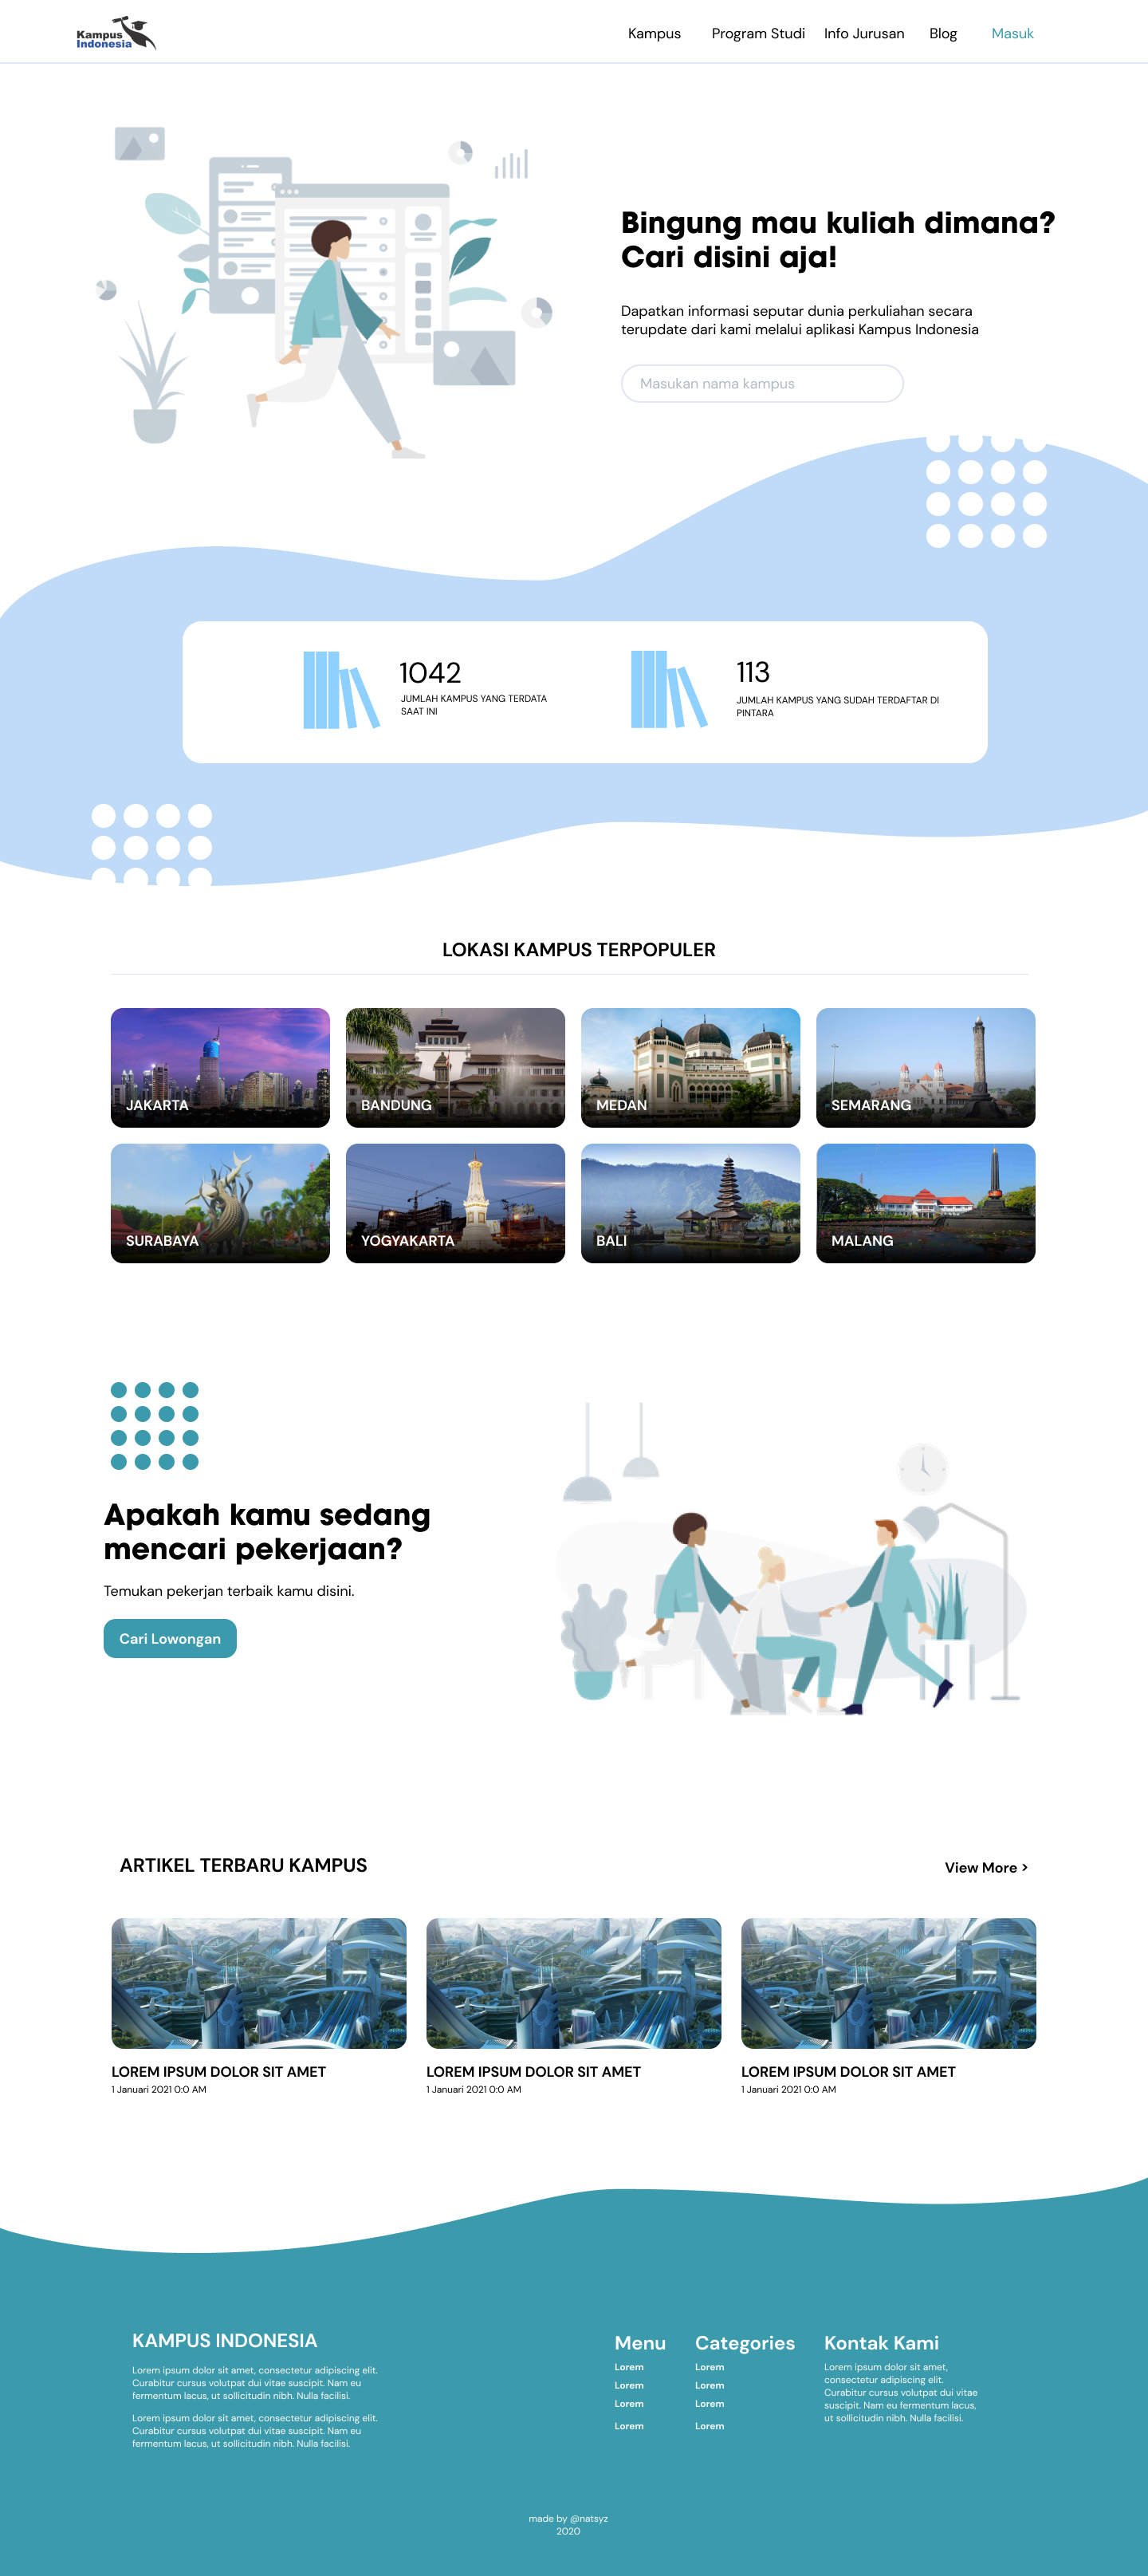 Kampus
Indonesia
Kampus Program Studi Info Jurusan Blog Masuk
Bingung mau kuliah dimana?
Cari disini aja!
Dapatkan informasi seputar dunia perkuliahan secara
terupdate dari kami melalui aplikasi Kampus Indonesia
Masukan nama kampus
1042
JUMLAH KAMPUS YANG TERDATA
SAAT INI
113
JUMLAH KAMPUS YANG SUDAH TERDAFTAR DI
PINTARA
LOKASI KAMPUS TERPOPULER
JAKARTA
BANDUNG
MEDAN
SEMARANG
SURABAYA
YOGYAKARTA
BALI
MALANG
Apakah kamu sedang
mencari pekerjaan?
Temukan pekerjan terbaik kamu disini.
Cari Lowongan
ARTIKEL TERBARU KAMPUS
View More >
LOREM IPSUM DOLOR SIT AMET
1 Januari 2021 0:0 AM
LOREM IPSUM DOLOR SIT AMET
1 Januari 2021 0:0 AM
LOREM IPSUM DOLOR SIT AMET
1 Januari 2021 0:0 AM
KAMPUS INDONESIA
Lorem ipsum dolor sit amet, consectetur adipiscing elit.
Curabitur cursus volutpat dui vitae suscipit. Nam eu
fermentum lacus, ut sollicitudin nibh. Nulla facilisi.
Lorem ipsum dolor sit amet, consectetur adipiscing elit.
Curabitur cursus volutpat dui vitae suscipit. Nam eu
fermentum lacus, ut sollicitudin nibh. Nulla facilisi.
Menu
Lorem
Lorem
Lorem
Lorem
Categories
Lorem
Lorem
Lorem
Lorem
Kontak Kami
Lorem ipsum dolor sit amet,
consectetur adipiscing elit.
Curabitur cursus volutpat dui vitae
suscipit. Nam eu fermentum lacus,
ut sollicitudin nibh. Nulla facilisi.
made by @natsyz
2020